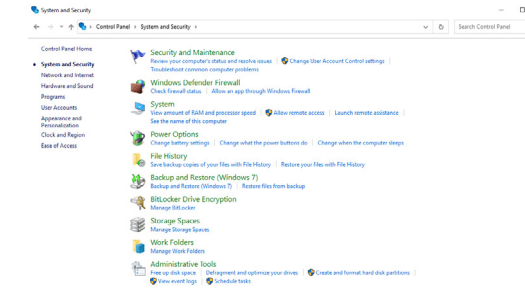 System and Security
Control Panel > System and Security >
Search Control Panel
Control Panel Home
System and Security
Network and Internet
Hardware and Sound
Programs
User Accounts
Appearance and
Personalization
Clock and Region
Ease of Access
Security and Maintenance
Review your computer's status and resolve issues | Change User Account Control settings |
Troubleshoot common computer problems
Windows Defender Firewall
Check firewall status | Allow an app through Windows Firewall
System
View amount of RAM and processor speed | Allow remote access | Launch remote assistance |
See the name of this computer
Power Options
Change battery settings | Change what the power buttons do | Change when the computer sleeps
File History
Save backup copies of your files with File History | Restore your files with File History
Backup and Restore (Windows 7)
Backup and Restore (Windows 7) | Restore files from backup
BitLocker Drive Encryption
Manage BitLocker
Storage Spaces
Manage Storage Spaces
Work Folders
Manage Work Folders
Administrative Tools
Free up disk space | Defragment and optimize your drives | Create and format hard disk partitions |
View event logs | Schedule tasks